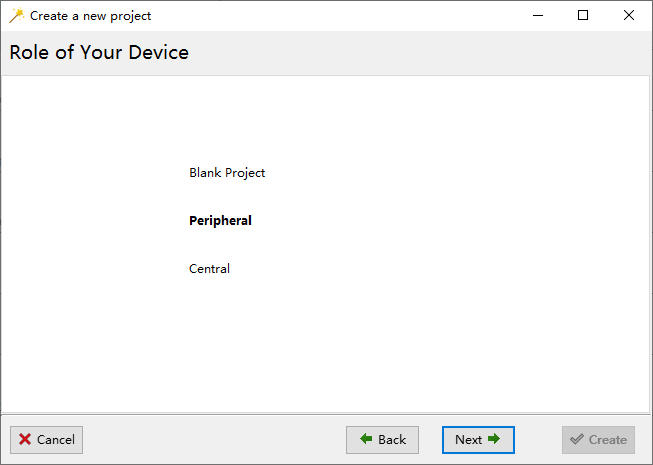 Create a new project
Role of Your Device
Blank Project
Peripheral
Central
Cancel
Back
Next
Create